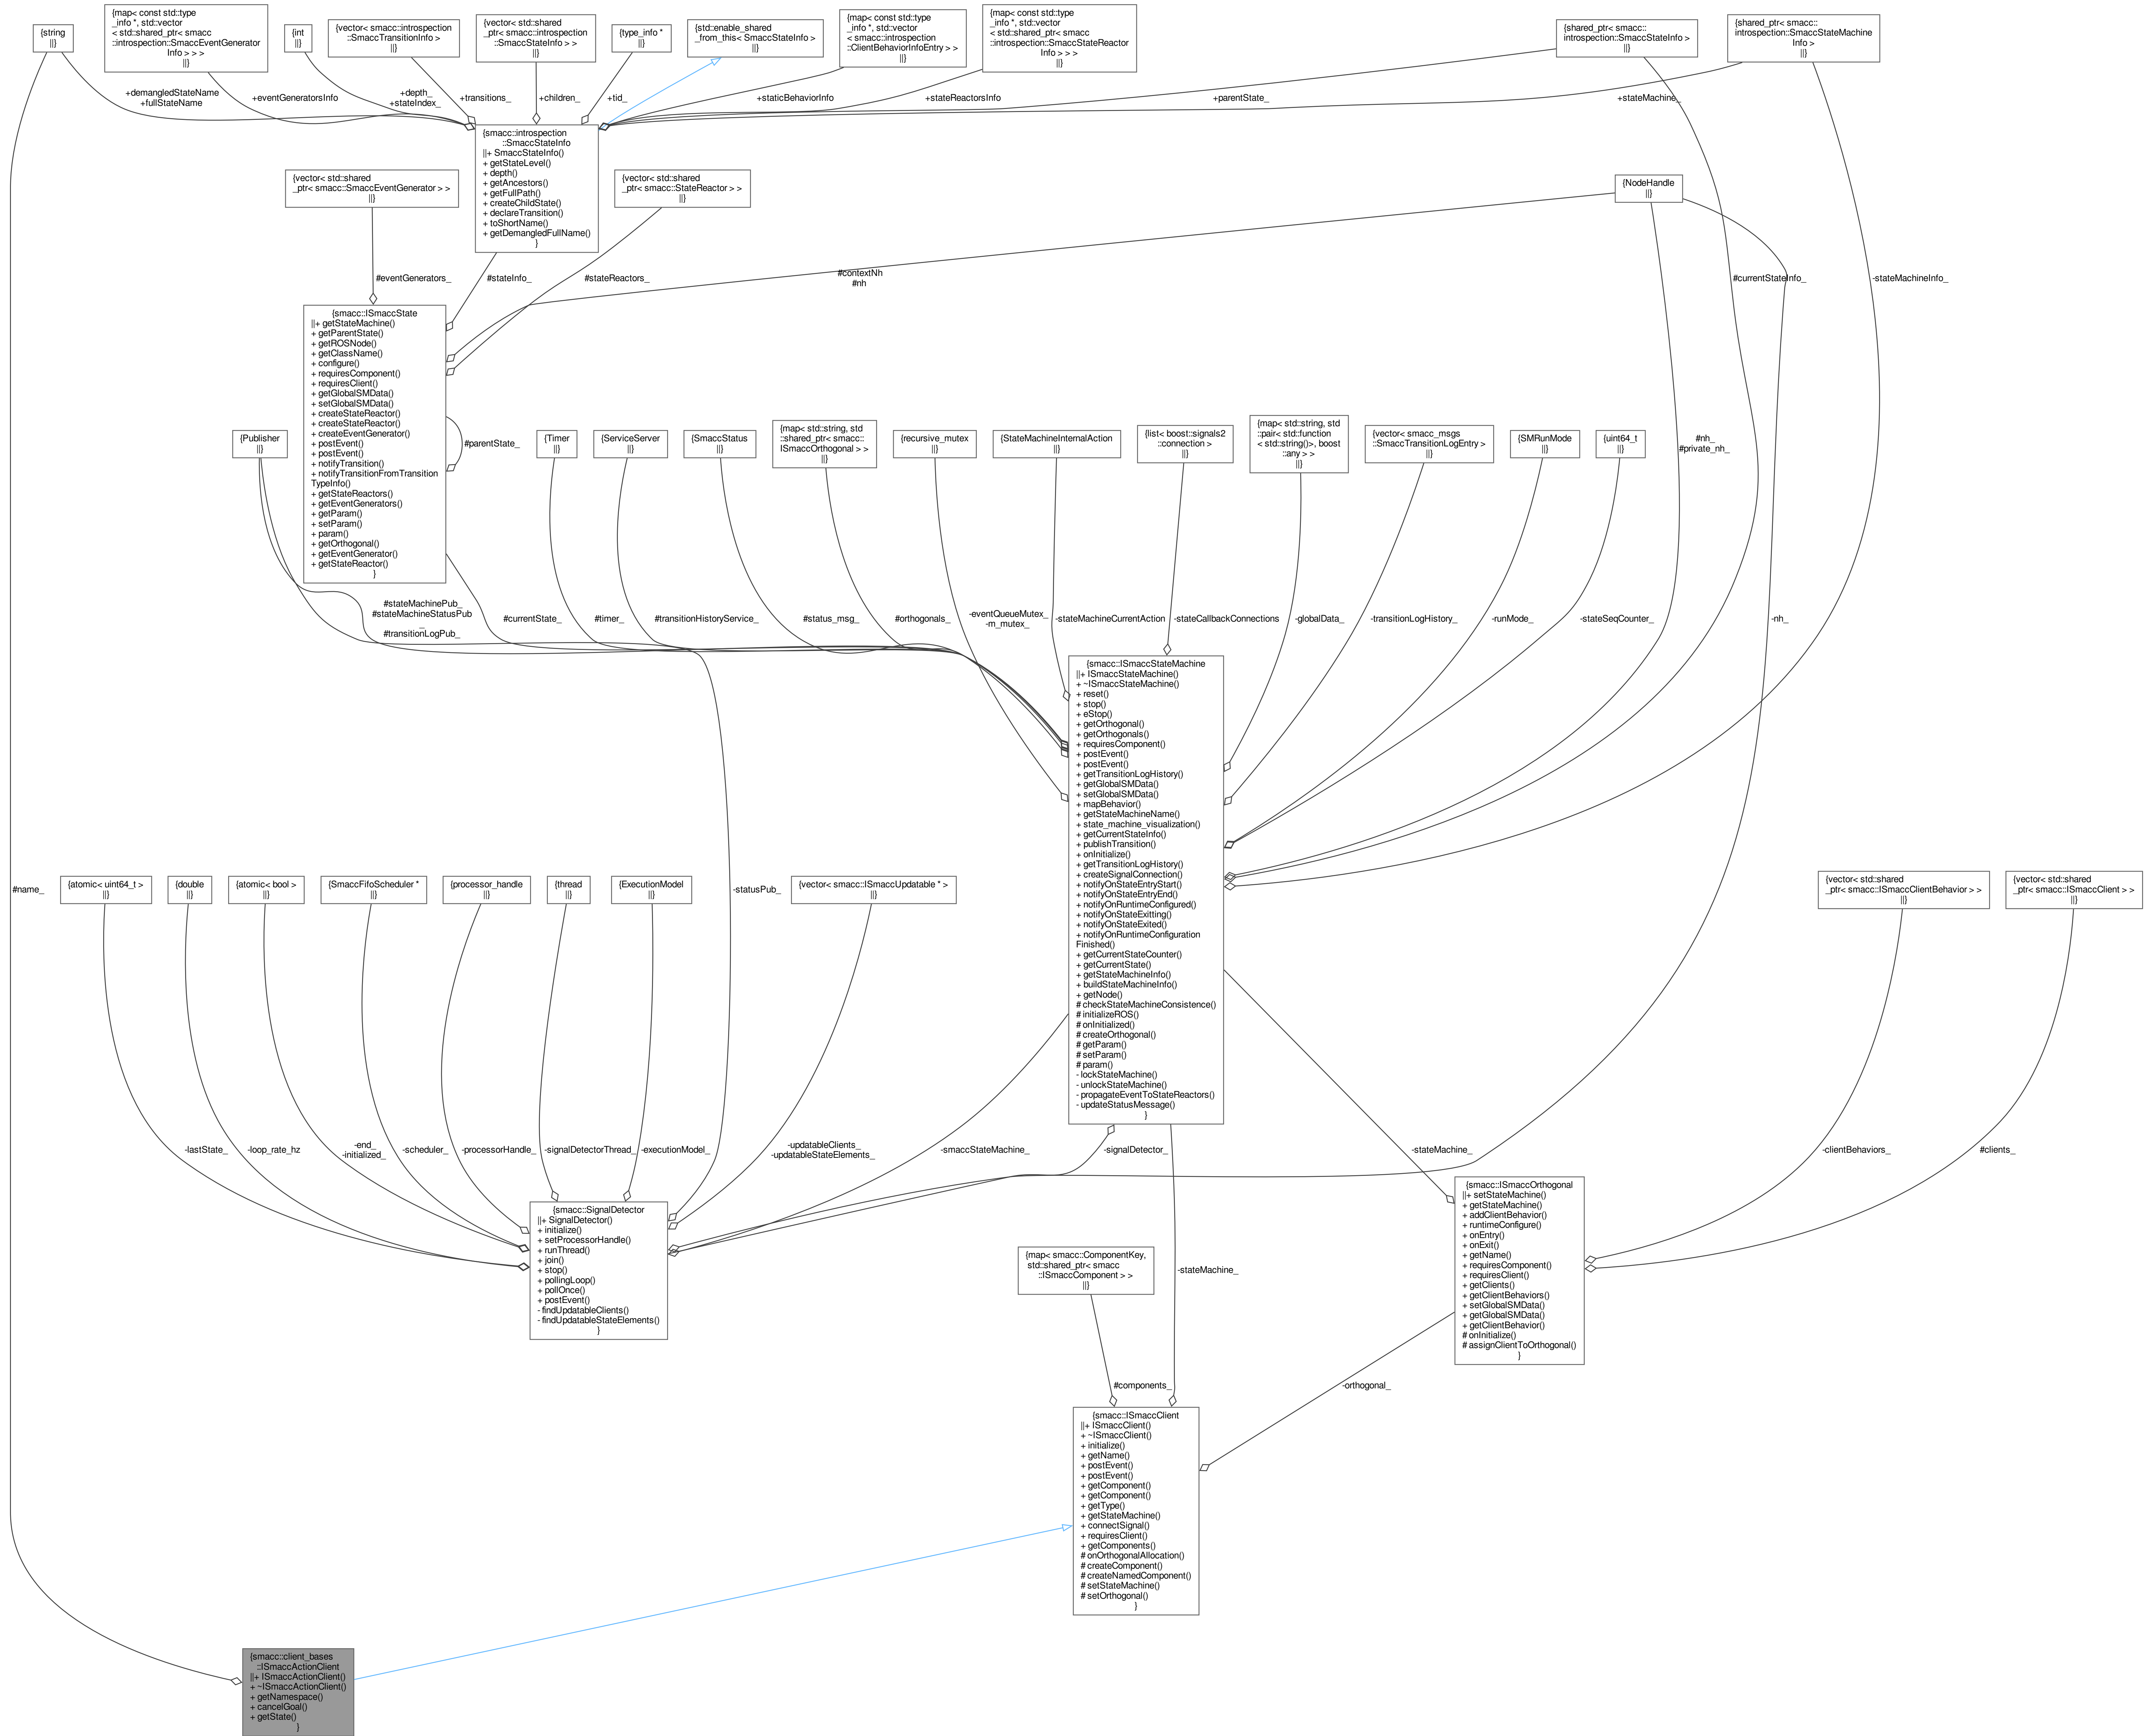 {string
||}
{map< const std::type
_info *, std::vector
< std::shared_ptr< smacc
::introspection::SmaccEventGenerator
Info > > >
||}
{int
||}
{vector< smacc::introspection
::SmaccTransitionInfo >
||}
{vector< std::shared
_ptr< smacc::introspection
::SmaccStateInfo > >
||}
{type_info *
||}
{std::enable_shared
_from_this< SmaccStateInfo >
||}
{map< const std::type
_info *, std::vector
< smacc::introspection
::ClientBehaviorInfoEntry > >
||}
{map< const std::type
_info *, std::vector
< std::shared_ptr< smacc
::introspection::SmaccStateReactor
Info > > >
||}
{shared_ptr< smacc::
introspection::SmaccStateInfo >
||}
{shared_ptr< smacc::
introspection::SmaccStateMachine
Info >
||}
+demangledStateName
+fullStateName
+eventGeneratorsInfo
+depth_
+stateIndex_
+transitions_
+children_
+tid_
+staticBehaviorInfo
+stateReactorsInfo
+parentState_
+stateMachine_
{smacc::introspection
::SmaccStateInfo
||+ SmaccStateInfo()
+ getStateLevel()
+ depth()
+ getAncestors()
+ getFullPath()
+ createChildState()
+ declareTransition()
+ toShortName()
+ getDemangledFullName()
}
{vector< std::shared
_ptr< smacc::SmaccEventGenerator > >
||}
{vector< std::shared
_ptr< smacc::StateReactor > >
||}
{NodeHandle
||}
#eventGenerators_
#stateInfo_
#stateReactors_
#contextNh
#nh
#currentStateInfo_
-stateMachineInfo_
{smacc::ISmaccState
||+ getStateMachine()
+ getParentState()
+ getROSNode()
+ getClassName()
+ configure()
+ requiresComponent()
+ requiresClient()
+ getGlobalSMData()
+ setGlobalSMData()
+ createStateReactor()
+ createStateReactor()
+ createEventGenerator()
+ postEvent()
+ postEvent()
+ notifyTransition()
+ notifyTransitionFromTransition
TypeInfo()
+ getStateReactors()
+ getEventGenerators()
+ getParam()
+ setParam()
+ param()
+ getOrthogonal()
+ getEventGenerator()
+ getStateReactor()
}
#parentState_
{Publisher
||}
{Timer
||}
{ServiceServer
||}
{SmaccStatus
||}
{map< std::string, std
::shared_ptr< smacc::
ISmaccOrthogonal > >
||}
{recursive_mutex
||}
{StateMachineInternalAction
||}
{list< boost::signals2
::connection >
||}
{map< std::string, std
::pair< std::function
< std::string()>, boost
::any > >
||}
{vector< smacc_msgs
::SmaccTransitionLogEntry >
||}
{SMRunMode
||}
{uint64_t
||}
#nh_
#private_nh_
#stateMachinePub_
#stateMachineStatusPub
_
#transitionLogPub_
#currentState_
#timer_
#transitionHistoryService_
#status_msg_
#orthogonals_
-eventQueueMutex_
-m_mutex_
-stateMachineCurrentAction
-stateCallbackConnections
-globalData_
-transitionLogHistory_
-runMode_
-stateSeqCounter_
-nh_
{smacc::ISmaccStateMachine
||+ ISmaccStateMachine()
+ ~ISmaccStateMachine()
+ reset()
+ stop()
+ eStop()
+ getOrthogonal()
+ getOrthogonals()
+ requiresComponent()
+ postEvent()
+ postEvent()
+ getTransitionLogHistory()
+ getGlobalSMData()
+ setGlobalSMData()
+ mapBehavior()
+ getStateMachineName()
+ state_machine_visualization()
+ getCurrentStateInfo()
+ publishTransition()
+ onInitialize()
+ getTransitionLogHistory()
+ createSignalConnection()
+ notifyOnStateEntryStart()
+ notifyOnStateEntryEnd()
+ notifyOnRuntimeConfigured()
+ notifyOnStateExitting()
+ notifyOnStateExited()
+ notifyOnRuntimeConfiguration
Finished()
+ getCurrentStateCounter()
+ getCurrentState()
+ getStateMachineInfo()
+ buildStateMachineInfo()
+ getNode()
# checkStateMachineConsistence()
# initializeROS()
# onInitialized()
# createOrthogonal()
# getParam()
# setParam()
# param()
- lockStateMachine()
- unlockStateMachine()
- propagateEventToStateReactors()
- updateStatusMessage()
}
#name_
{atomic< uint64_t >
||}
{double
||}
{atomic< bool >
||}
{SmaccFifoScheduler *
||}
{processor_handle
||}
{thread
||}
{ExecutionModel
||}
-statusPub_
{vector< smacc::ISmaccUpdatable * >
||}
{vector< std::shared
_ptr< smacc::ISmaccClientBehavior > >
||}
{vector< std::shared
_ptr< smacc::ISmaccClient > >
||}
-lastState_
-loop_rate_hz
-end_
-initialized_
-scheduler_
-processorHandle_
-signalDetectorThread_
-executionModel_
-updatableClients_
-updatableStateElements_
-smaccStateMachine_
-signalDetector_
-stateMachine_
-clientBehaviors_
#clients_
{smacc::SignalDetector
||+ SignalDetector()
+ initialize()
+ setProcessorHandle()
+ runThread()
+ join()
+ stop()
+ pollingLoop()
+ pollOnce()
+ postEvent()
- findUpdatableClients()
- findUpdatableStateElements()
}
{smacc::ISmaccOrthogonal
||+ setStateMachine()
+ getStateMachine()
+ addClientBehavior()
+ runtimeConfigure()
+ onEntry()
+ onExit()
+ getName()
+ requiresComponent()
+ requiresClient()
+ getClients()
+ getClientBehaviors()
+ setGlobalSMData()
+ getGlobalSMData()
+ getClientBehavior()
# onInitialize()
# assignClientToOrthogonal()
}
{map< smacc::ComponentKey,
std::shared_ptr< smacc
::ISmaccComponent > >
||}
-stateMachine_
#components_
-orthogonal_
{smacc::ISmaccClient
||+ ISmaccClient()
+ ~ISmaccClient()
+ initialize()
+ getName()
+ postEvent()
+ postEvent()
+ getComponent()
+ getComponent()
+ getType()
+ getStateMachine()
+ connectSignal()
+ requiresClient()
+ getComponents()
# onOrthogonalAllocation()
# createComponent()
# createNamedComponent()
# setStateMachine()
# setOrthogonal()
}
{smacc::client_bases
::ISmaccActionClient
||+ ISmaccActionClient()
+ ~ISmaccActionClient()
+ getNamespace()
+ cancelGoal()
+ getState()
}